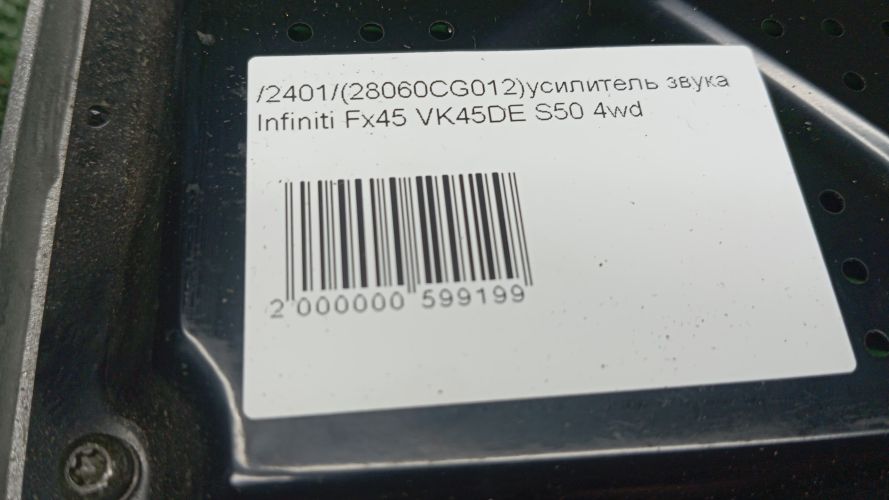 /2401/(28060CG012)усилитель звука
Infiniti Fx45 VK45DE S50 4wd
2 000000 599199